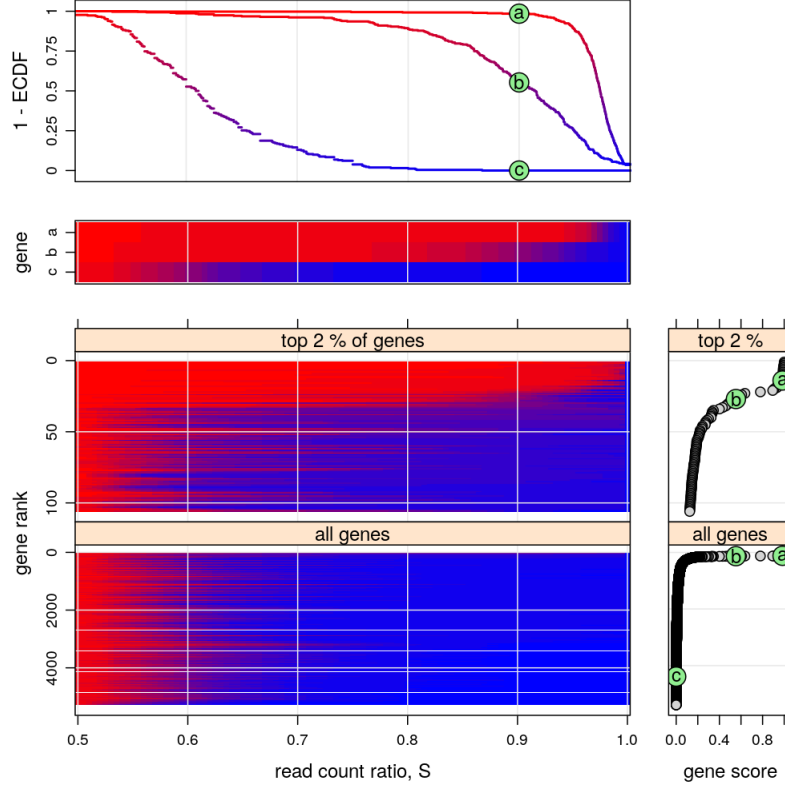 1 - ECDF
1
0.75
0.5
0.25
0
a
b
c
gene
a
b
c
top 2 % of genes
top 2 %
gene rank
0
50
100
a
b
all genes
all genes
0
2000
4000
a
b
c
0.5 0.6 0.7 0.8 0.9 1.0
0.0 0.4 0.8
read count ratio, S
gene score